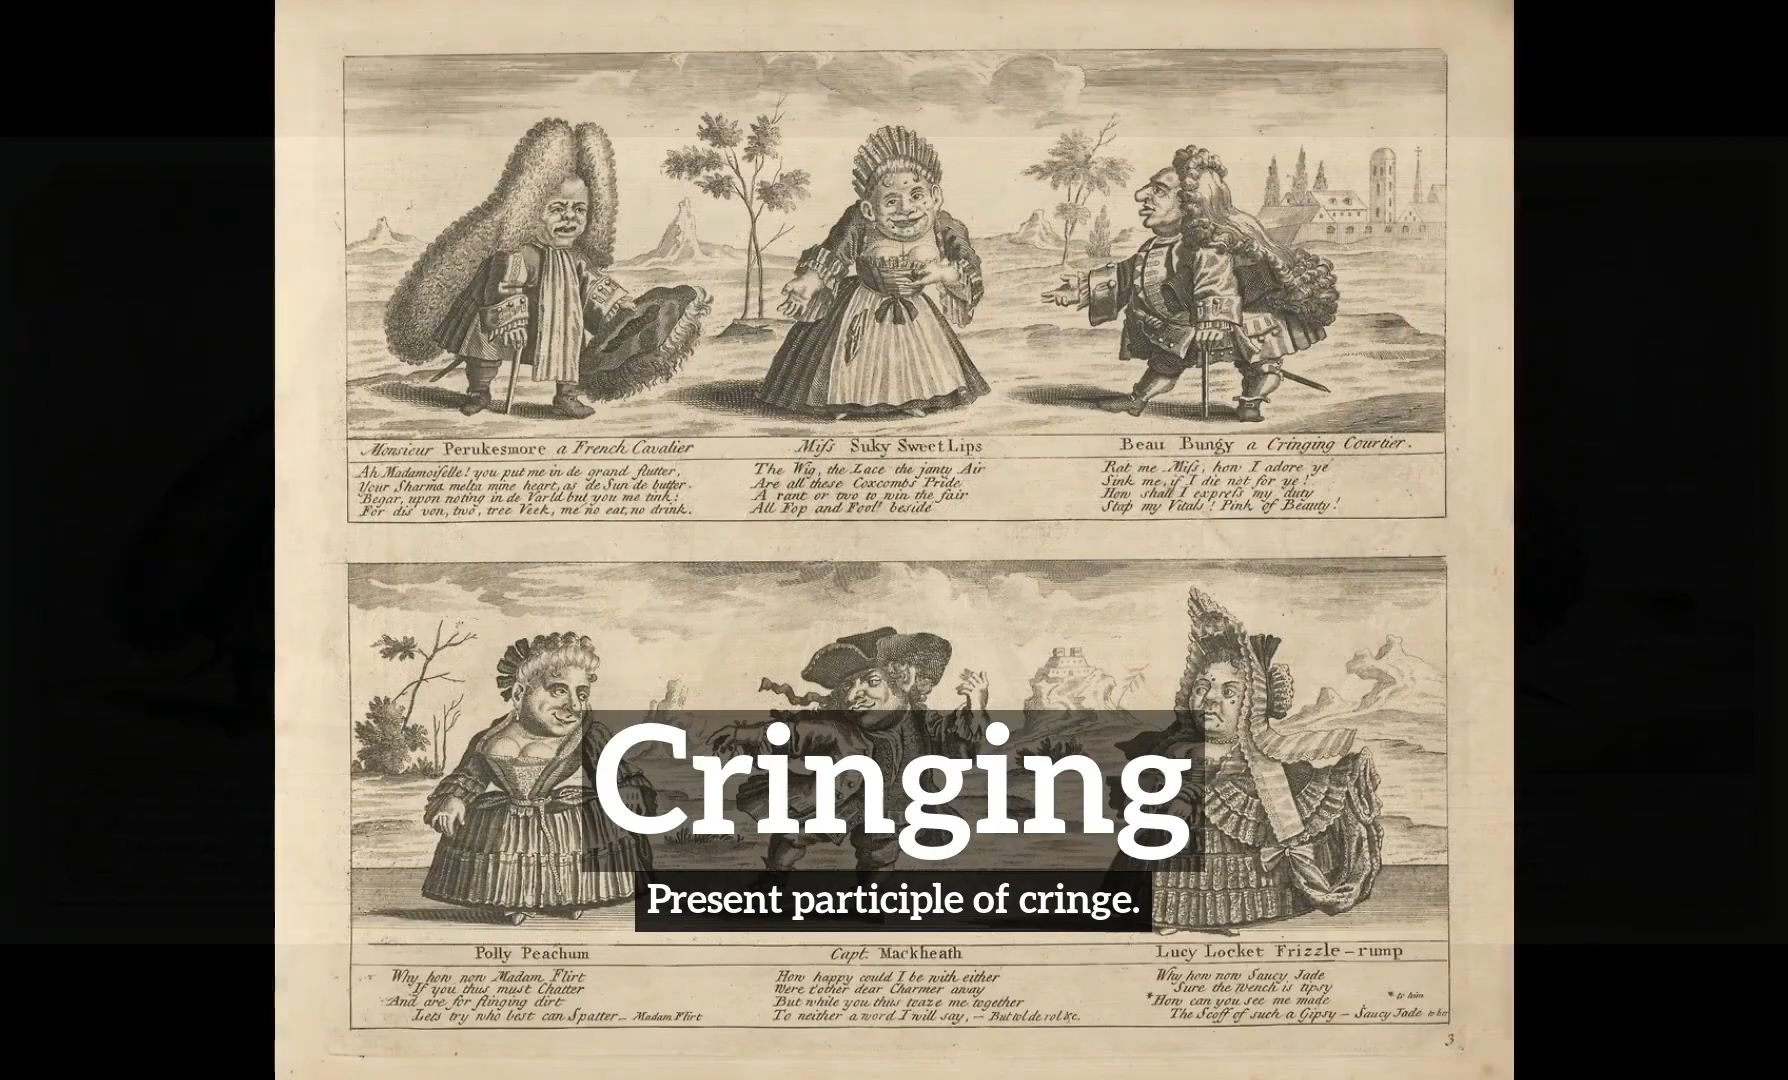 Monsieur Perukesmore a French Cavalier
Ah Madamoiselle! you put me in de grand flutter,
Your Sharms melta mine heart, as de Sun de butter.
Begar, upon noting in de Varld but you me tink:
For dis' von, two, tree Veek, me no eat, no drink.
Miſs Suky Sweet Lips
The Wig, the Lace the janty Air
Are all these Coxcombs Pride
A rant or two to win the fair
All Fop and Fool beside
Beau Bungy a Cringing Courtier.
Rat me Miſs, how I adore ye
Sink me, if I die not for ye!
How shall I expreſs my duty
Stap my Vitals! Pink of Beauty!
Cringing
Present participle of cringe.
Polly Peachum
Why how now Madam Flirt
If you thus must Chatter
And are for flinging dirt
Lets try who best can Spatter — Madam Flirt
Capt. Mackheath
How happy could I be with either
Were t'other dear Charmer away
But while you thus teaze me together
To neither a word I will say, — But tol de rol &c.
Lucy Locket Frizzle-rump
Why how now Saucy Jade
Sure the Wench is tipsy
*How can you see me made * to him
The Scoff of such a Gipsy — Saucy Jade to her
3